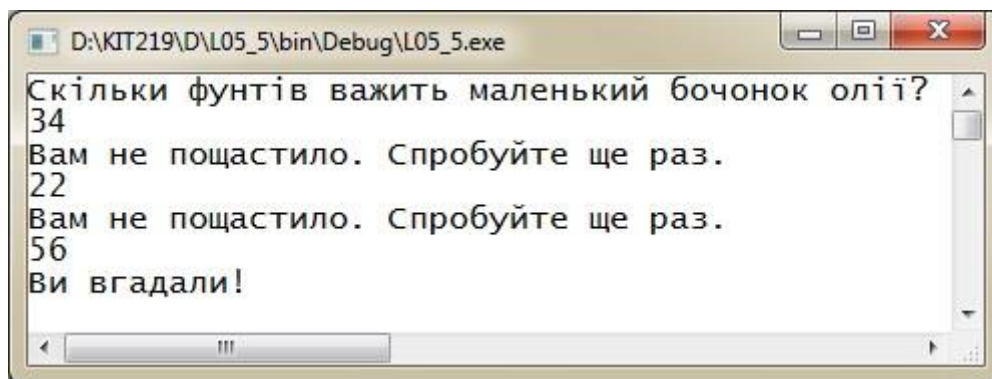 D:\KIT219\D\L05_5\bin\Debug\L05_5.exe
Скільки фунтів важить маленький бочонок олії?
34
Вам не пощастило. Спробуйте ще раз.
22
Вам не пощастило. Спробуйте ще раз.
56
Ви вгадали!